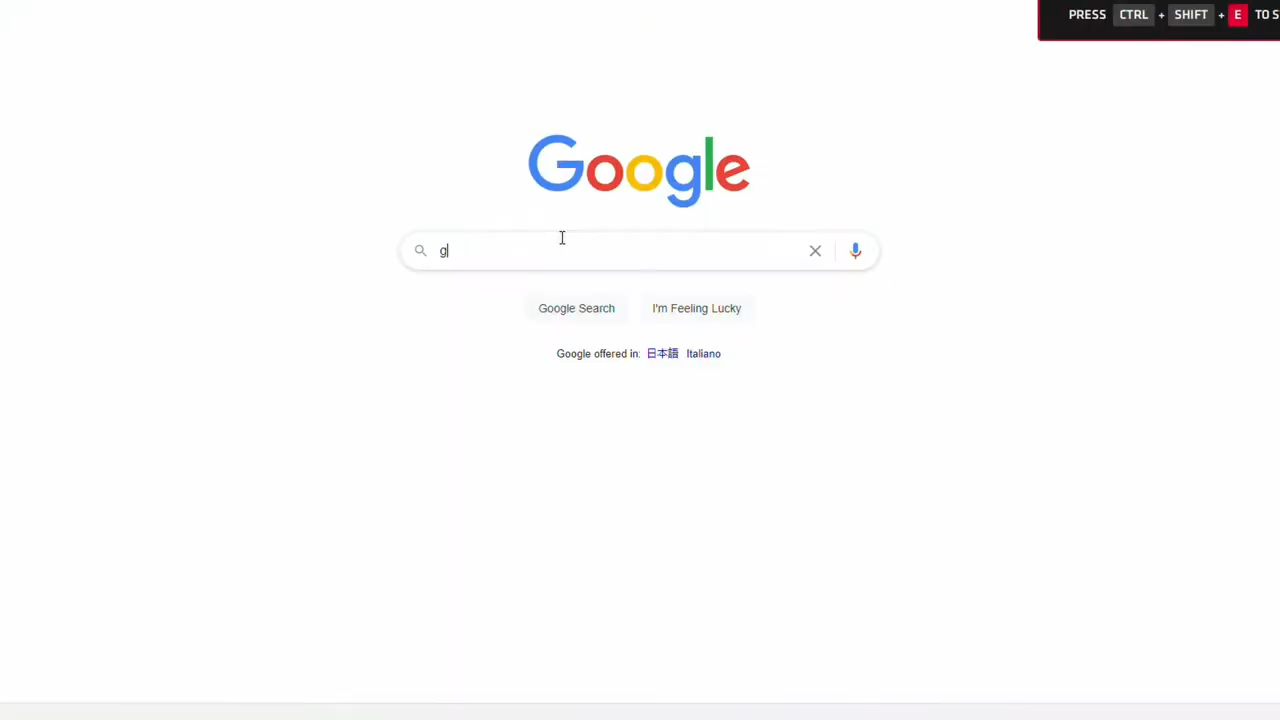 PRESS CTRL + SHIFT + E TO S
Google
g
Google Search I'm Feeling Lucky
Google offered in: 日本語 Italiano